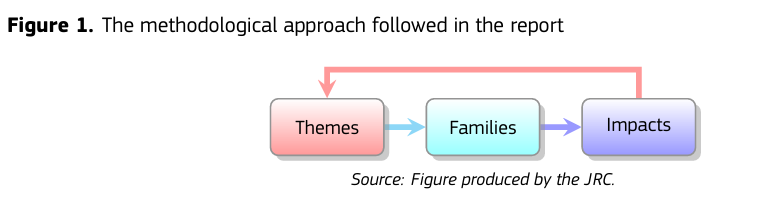 Figure 1. The methodological approach followed in the report
Themes
Families
Impacts
Source: Figure produced by the JRC.